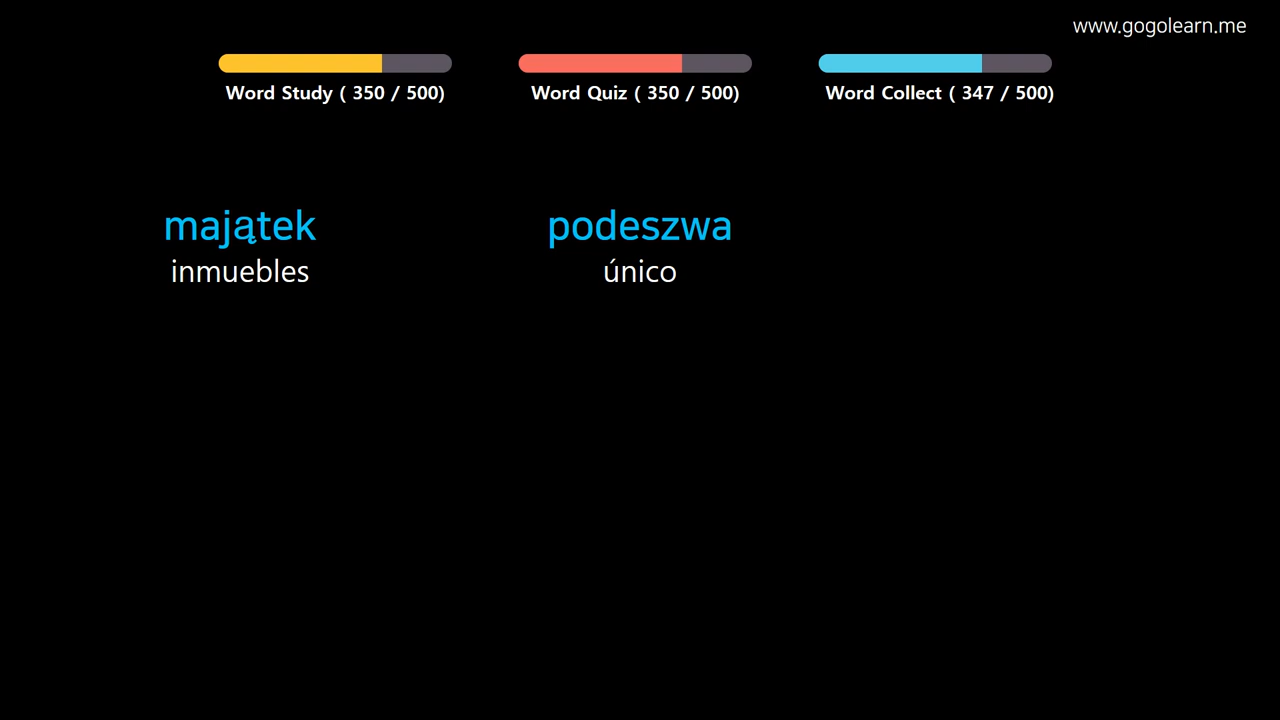 www.gogolearn.me
Word Study ( 350 / 500)
Word Quiz ( 350 / 500)
Word Collect ( 347 / 500)
majątek
inmuebles
podeszwa
único